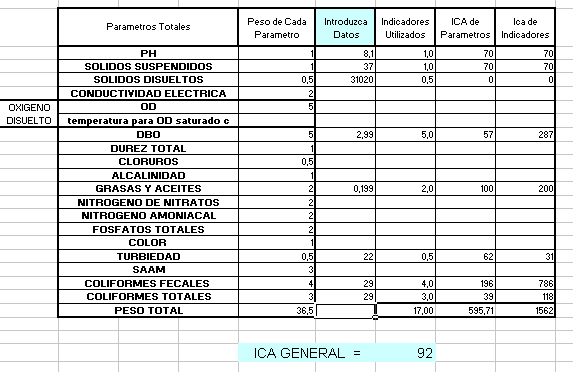 Parametros Totales Peso de Cada Parametro Introduzca Datos Indicadores Utilizados ICA de Parametros Ica de Indicadores
PH 1 8,1 1,0 70 70
SOLIDOS SUSPENDIDOS 1 37 1,0 70 70
SOLIDOS DISUELTOS 0,5 31020 0,5 0 0
CONDUCTIVIDAD ELECTRICA 2
OXIGENO OD 5
DISUELTO temperatura para OD saturado c
DBO 5 2,99 5,0 57 287
DUREZ TOTAL 1
CLORUROS 0,5
ALCALINIDAD 1
GRASAS Y ACEITES 2 0,199 2,0 100 200
NITROGENO DE NITRATOS 2
NITROGENO AMONIACAL 2
FOSFATOS TOTALES 2
COLOR 1
TURBIEDAD 0,5 22 0,5 62 31
SAAM 3
COLIFORMES FECALES 4 29 4,0 196 786
COLIFORMES TOTALES 3 29 3,0 39 118
PESO TOTAL 36,5 17,00 595,71 1562
ICA GENERAL = 92